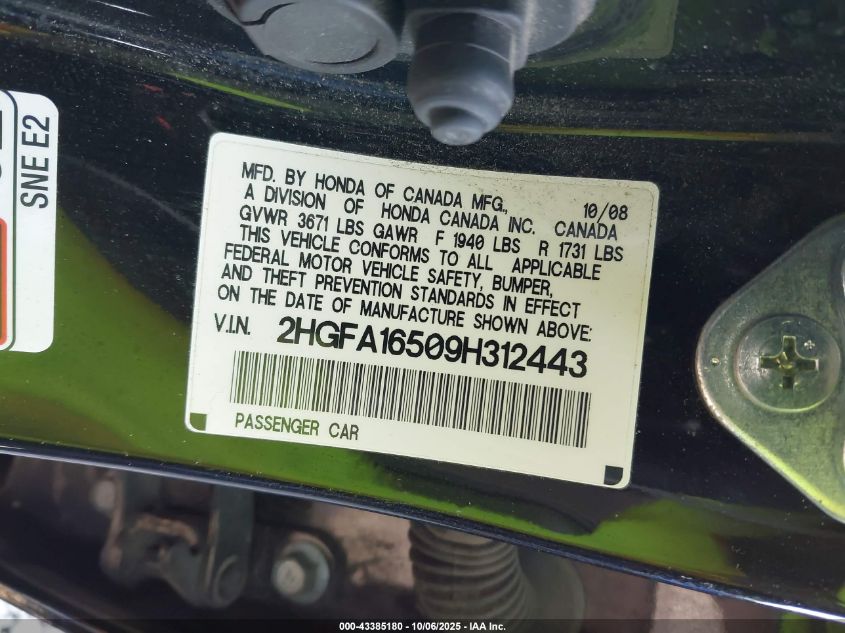 SNE E2
MFD. BY HONDA OF CANADA MFG., 10/08
A DIVISION OF HONDA CANADA INC. CANADA
GVWR 3671 LBS GAWR F 1940 LBS R 1731 LBS
THIS VEHICLE CONFORMS TO ALL APPLICABLE
FEDERAL MOTOR VEHICLE SAFETY, BUMPER,
AND THEFT PREVENTION STANDARDS IN EFFECT
ON THE DATE OF MANUFACTURE SHOWN ABOVE:
V.I.N. 2HGFA16509H312443
PASSENGER CAR
000-43385180 - 10/06/2025 - IAA Inc.